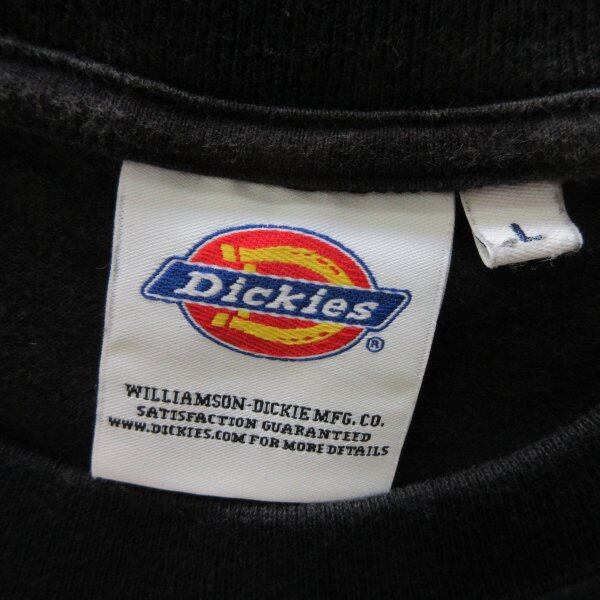 Dickies
®
WILLIAMSON-DICKIE MFG. CO.
SATISFACTION GUARANTEED
WWW.DICKIES.COM FOR MORE DETAILS
L